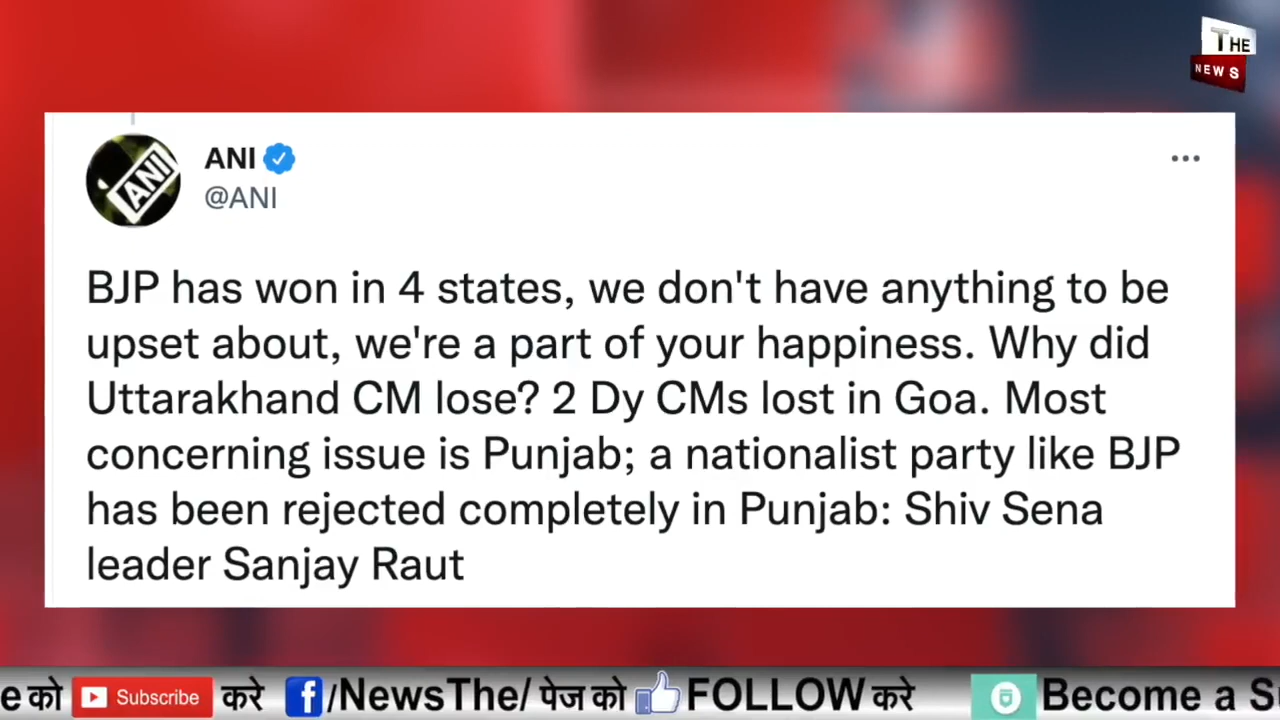 THE
NEWS
ANI
ANI
@ANI
BJP has won in 4 states, we don't have anything to be
upset about, we're a part of your happiness. Why did
Uttarakhand CM lose? 2 Dy CMs lost in Goa. Most
concerning issue is Punjab; a nationalist party like BJP
has been rejected completely in Punjab: Shiv Sena
leader Sanjay Raut
e को Subscribe करे f/NewsThe/ पेज को FOLLOW करे Become a